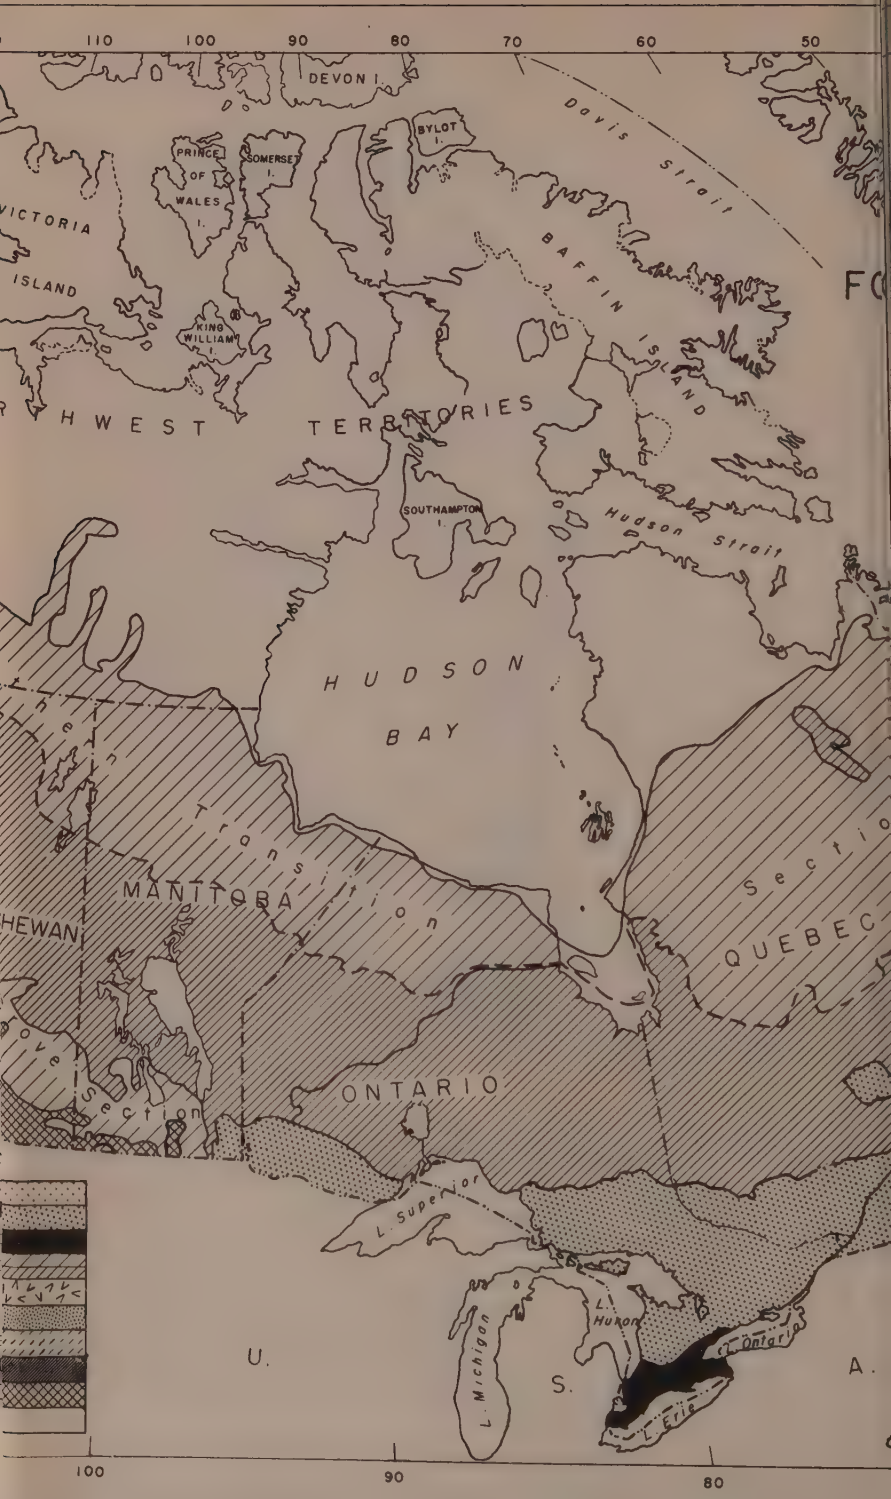 110 100 90 80 70 60 50
DEVON I.
Davis Strait
BYLOT
I.
PRINCE
OF
WALES
I.
SOMERSET
I.
VICTORIA
ISLAND
BAFFIN ISLAND
KING
WILLIAM
I.
HWEST TERRITORIES
SOUTHAMPTON
I.
Hudson Strait
HUDSON
BAY
Transition
Section
MANITOBA
HEWAN
QUEBEC
ove Section
ONTARIO
L. Superior
L.
Huron
L. Ontario
L. Michigan
L. Erie
U. S. A.
100 90 80